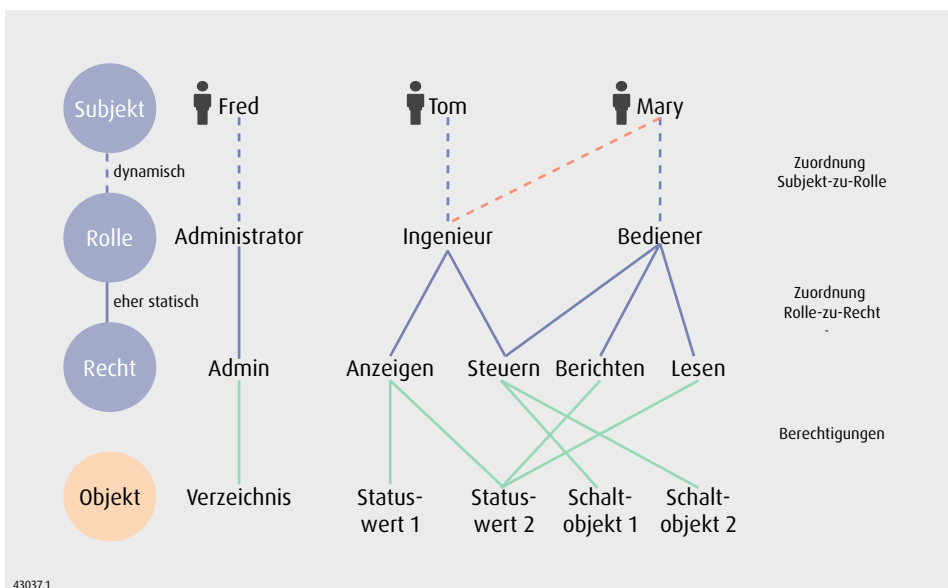 Subjekt
Fred
Tom
Mary
dynamisch
Zuordnung
Subjekt-zu-Rolle
Rolle
Administrator
Ingenieur
Bediener
eher statisch
Zuordnung
Rolle-zu-Recht
-
Recht
Admin
Anzeigen
Steuern
Berichten
Lesen
Berechtigungen
Objekt
Verzeichnis
Status-
wert 1
Status-
wert 2
Schalt-
objekt 1
Schalt-
objekt 2
43037.1